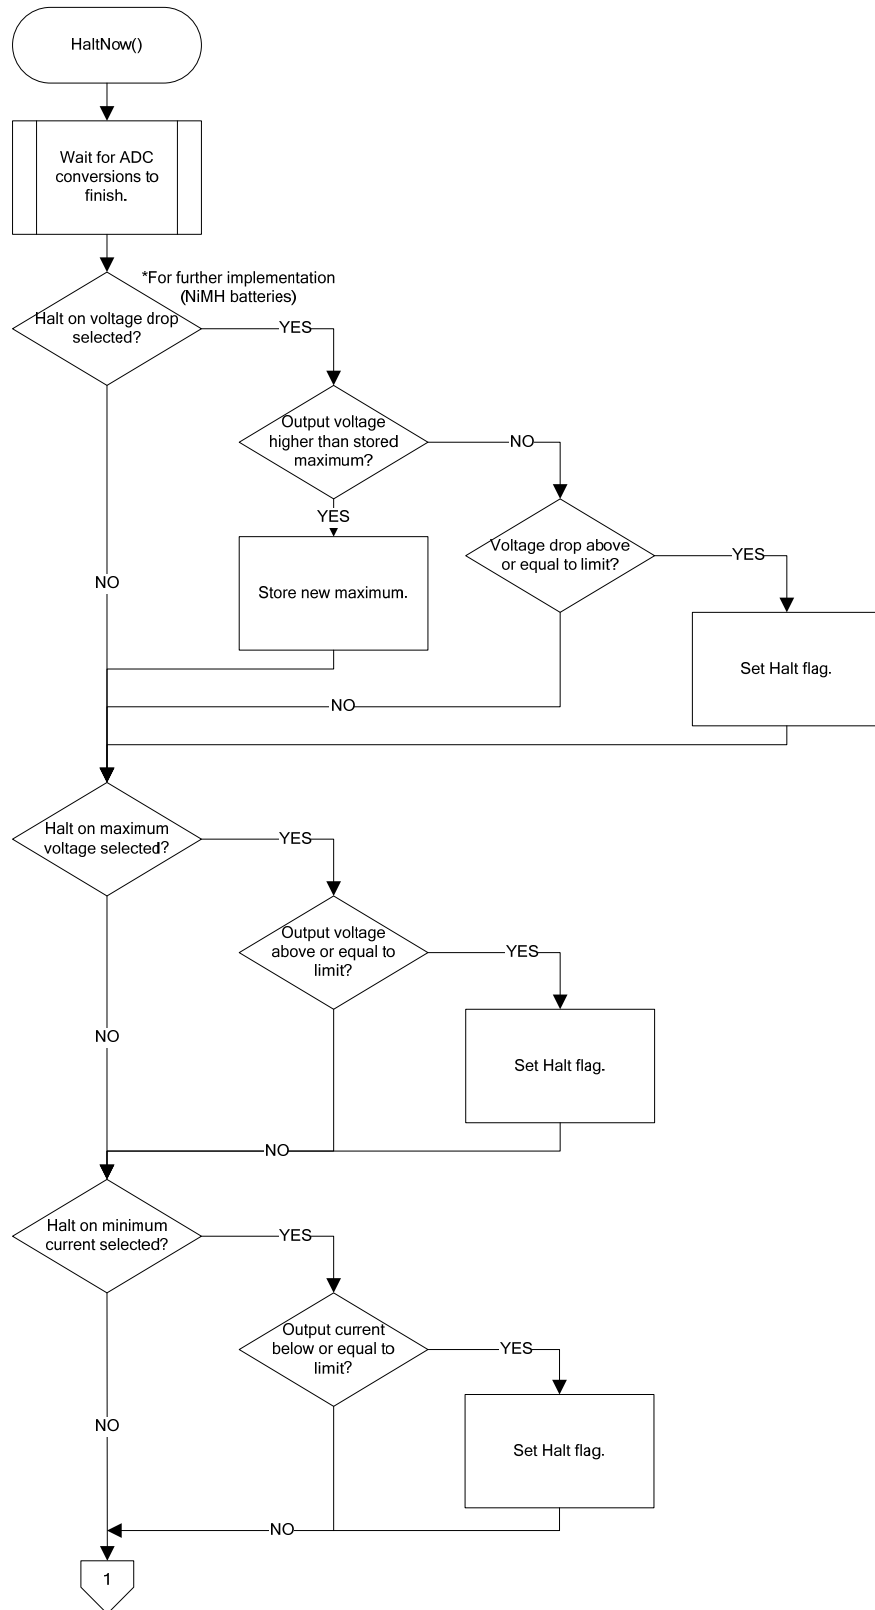 HaltNow()
Wait for ADC
conversions to
finish.
*For further implementation
(NiMH batteries)
Halt on voltage drop
selected?
YES
Output voltage
higher than stored
maximum?
NO
YES
Voltage drop above
or equal to limit?
YES
NO
Store new maximum.
Set Halt flag.
NO
Halt on maximum
voltage selected?
YES
Output voltage
above or equal to
limit?
YES
NO
Set Halt flag.
NO
Halt on minimum
current selected?
YES
Output current
below or equal to
limit?
YES
NO
Set Halt flag.
NO
1